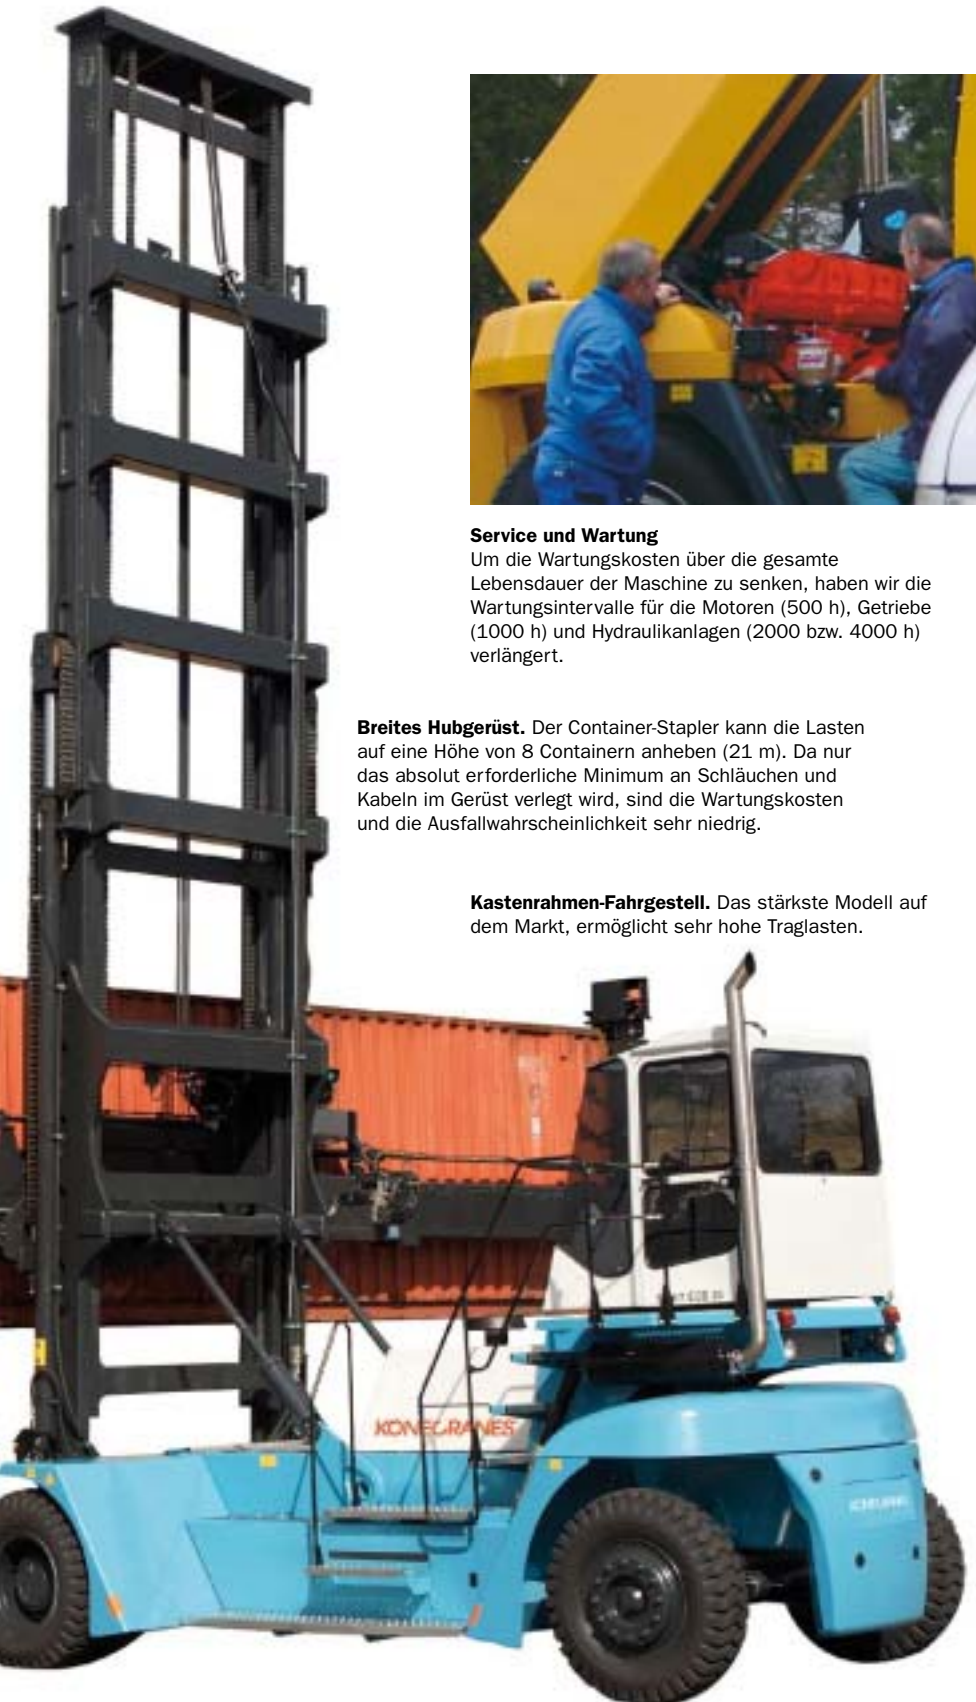 Service und Wartung
Um die Wartungskosten über die gesamte
Lebensdauer der Maschine zu senken, haben wir die
Wartungsintervalle für die Motoren (500 h), Getriebe
(1000 h) und Hydraulikanlagen (2000 bzw. 4000 h)
verlängert.
Breites Hubgerüst. Der Container-Stapler kann die Lasten
auf eine Höhe von 8 Containern anheben (21 m). Da nur
das absolut erforderliche Minimum an Schläuchen und
Kabeln im Gerüst verlegt wird, sind die Wartungskosten
und die Ausfallwahrscheinlichkeit sehr niedrig.
Kastenrahmen-Fahrgestell. Das stärkste Modell auf
dem Markt, ermöglicht sehr hohe Traglasten.
KONECRANES